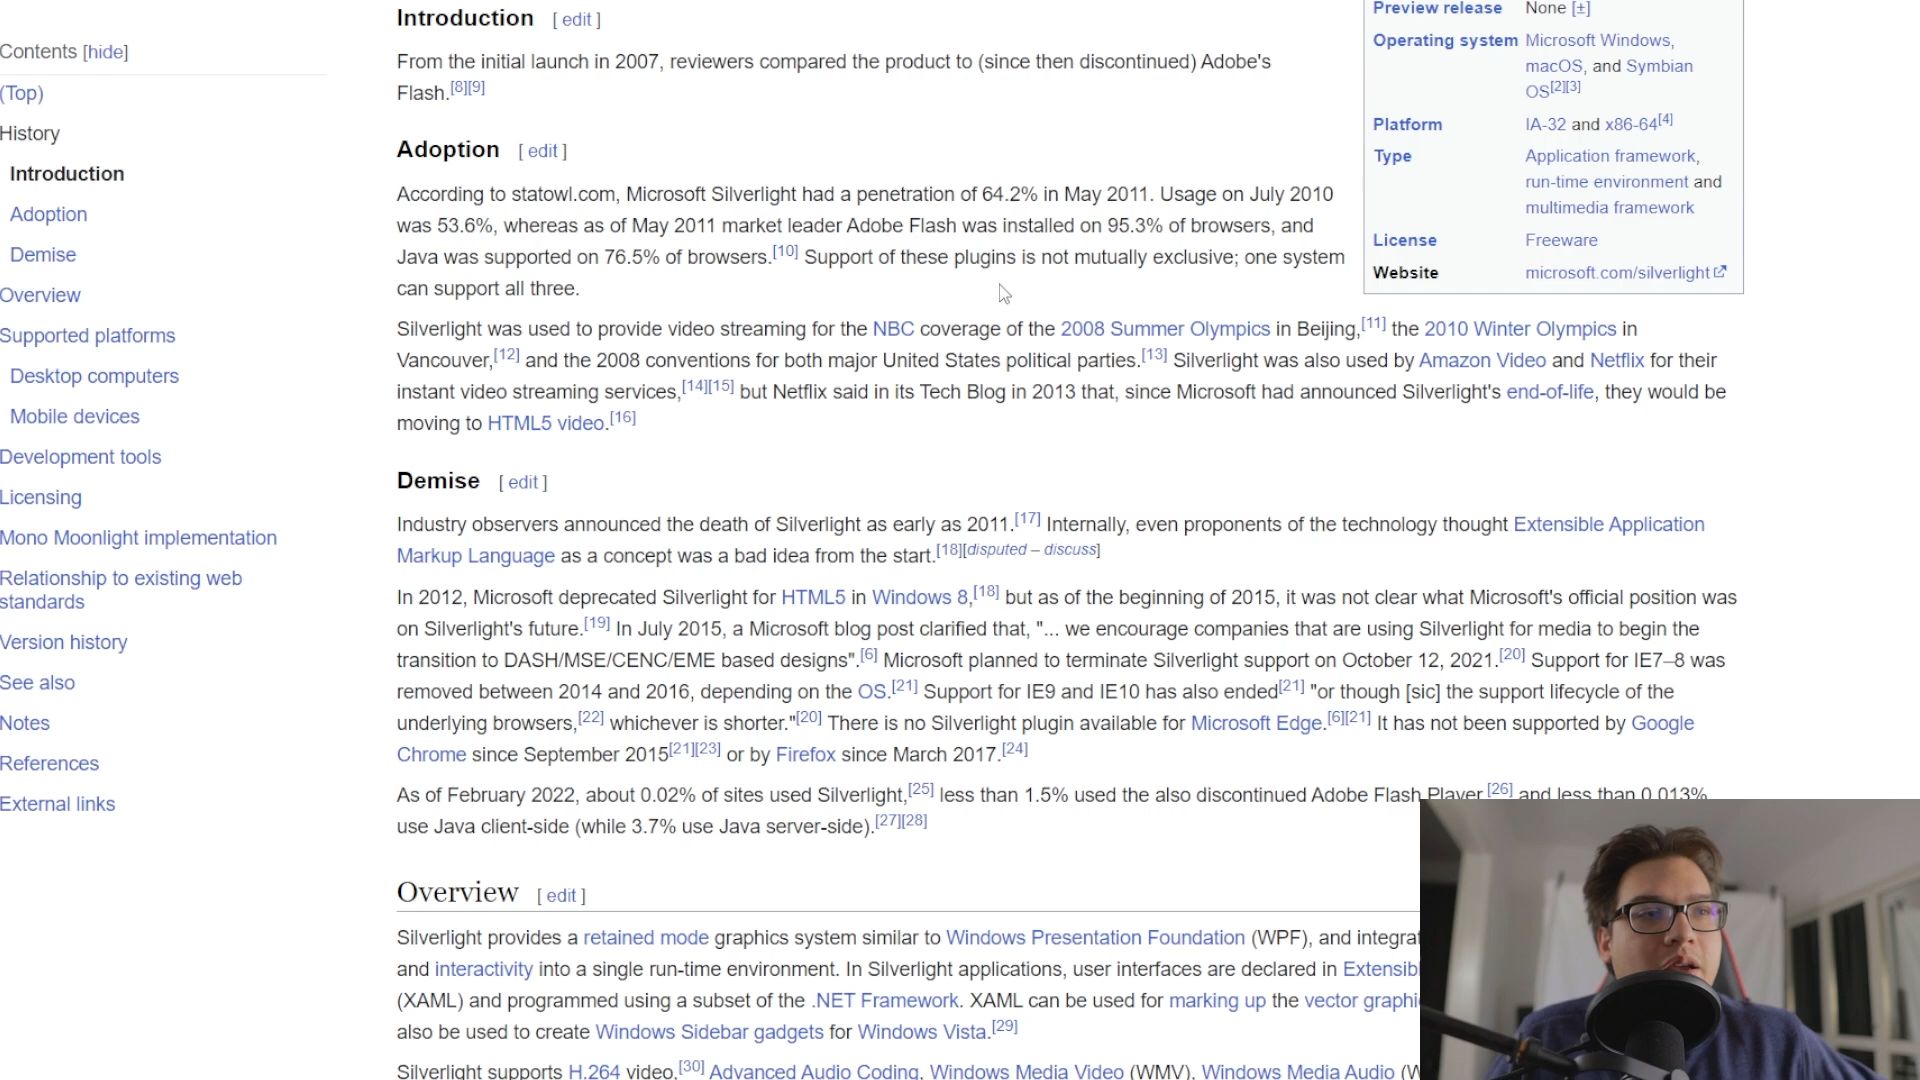 Contents [hide]
(Top)
History
Introduction
Adoption
Demise
Overview
Supported platforms
Desktop computers
Mobile devices
Development tools
Licensing
Mono Moonlight implementation
Relationship to existing web
standards
Version history
See also
Notes
References
External links
Introduction [ edit ]
From the initial launch in 2007, reviewers compared the product to (since then discontinued) Adobe's
Flash.[8][9]
Adoption [ edit ]
According to statowl.com, Microsoft Silverlight had a penetration of 64.2% in May 2011. Usage on July 2010
was 53.6%, whereas as of May 2011 market leader Adobe Flash was installed on 95.3% of browsers, and
Java was supported on 76.5% of browsers.[10] Support of these plugins is not mutually exclusive; one system
can support all three.
Silverlight was used to provide video streaming for the NBC coverage of the 2008 Summer Olympics in Beijing,[11] the 2010 Winter Olympics in
Vancouver,[12] and the 2008 conventions for both major United States political parties.[13] Silverlight was also used by Amazon Video and Netflix for their
instant video streaming services,[14][15] but Netflix said in its Tech Blog in 2013 that, since Microsoft had announced Silverlight's end-of-life, they would be
moving to HTML5 video.[16]
Demise [ edit ]
Industry observers announced the death of Silverlight as early as 2011.[17] Internally, even proponents of the technology thought Extensible Application
Markup Language as a concept was a bad idea from the start.[18][disputed – discuss]
In 2012, Microsoft deprecated Silverlight for HTML5 in Windows 8,[18] but as of the beginning of 2015, it was not clear what Microsoft's official position was
on Silverlight's future.[19] In July 2015, a Microsoft blog post clarified that, "... we encourage companies that are using Silverlight for media to begin the
transition to DASH/MSE/CENC/EME based designs".[6] Microsoft planned to terminate Silverlight support on October 12, 2021.[20] Support for IE7–8 was
removed between 2014 and 2016, depending on the OS.[21] Support for IE9 and IE10 has also ended[21] "or though [sic] the support lifecycle of the
underlying browsers,[22] whichever is shorter."[20] There is no Silverlight plugin available for Microsoft Edge.[6][21] It has not been supported by Google
Chrome since September 2015[21][23] or by Firefox since March 2017.[24]
As of February 2022, about 0.02% of sites used Silverlight,[25] less than 1.5% used the also discontinued Adobe Flash Player,[26] and less than 0.013%
use Java client-side (while 3.7% use Java server-side).[27][28]
Overview [ edit ]
Silverlight provides a retained mode graphics system similar to Windows Presentation Foundation (WPF), and integrat
and interactivity into a single run-time environment. In Silverlight applications, user interfaces are declared in Extensibl
(XAML) and programmed using a subset of the .NET Framework. XAML can be used for marking up the vector graphi
also be used to create Windows Sidebar gadgets for Windows Vista.[29]
Silverlight supports H.264 video,[30] Advanced Audio Coding, Windows Media Video (WMV), Windows Media Audio (W
Preview release None [±]
Operating system Microsoft Windows,
macOS, and Symbian
OS[2][3]
Platform IA-32 and x86-64[4]
Type Application framework,
run-time environment and
multimedia framework
License Freeware
Website microsoft.com/silverlight